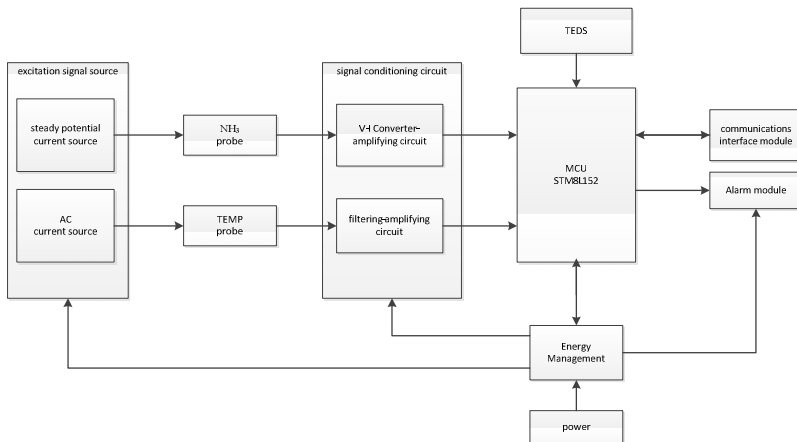 TEDS
excitation signal source
signal conditioning circuit
steady potential
current source
NH₃
probe
V-I Converter-
amplifying circuit
MCU
STM8L152
communications
interface module
Alarm module
AC
current source
TEMP
probe
filtering-amplifying
circuit
Energy
Management
power